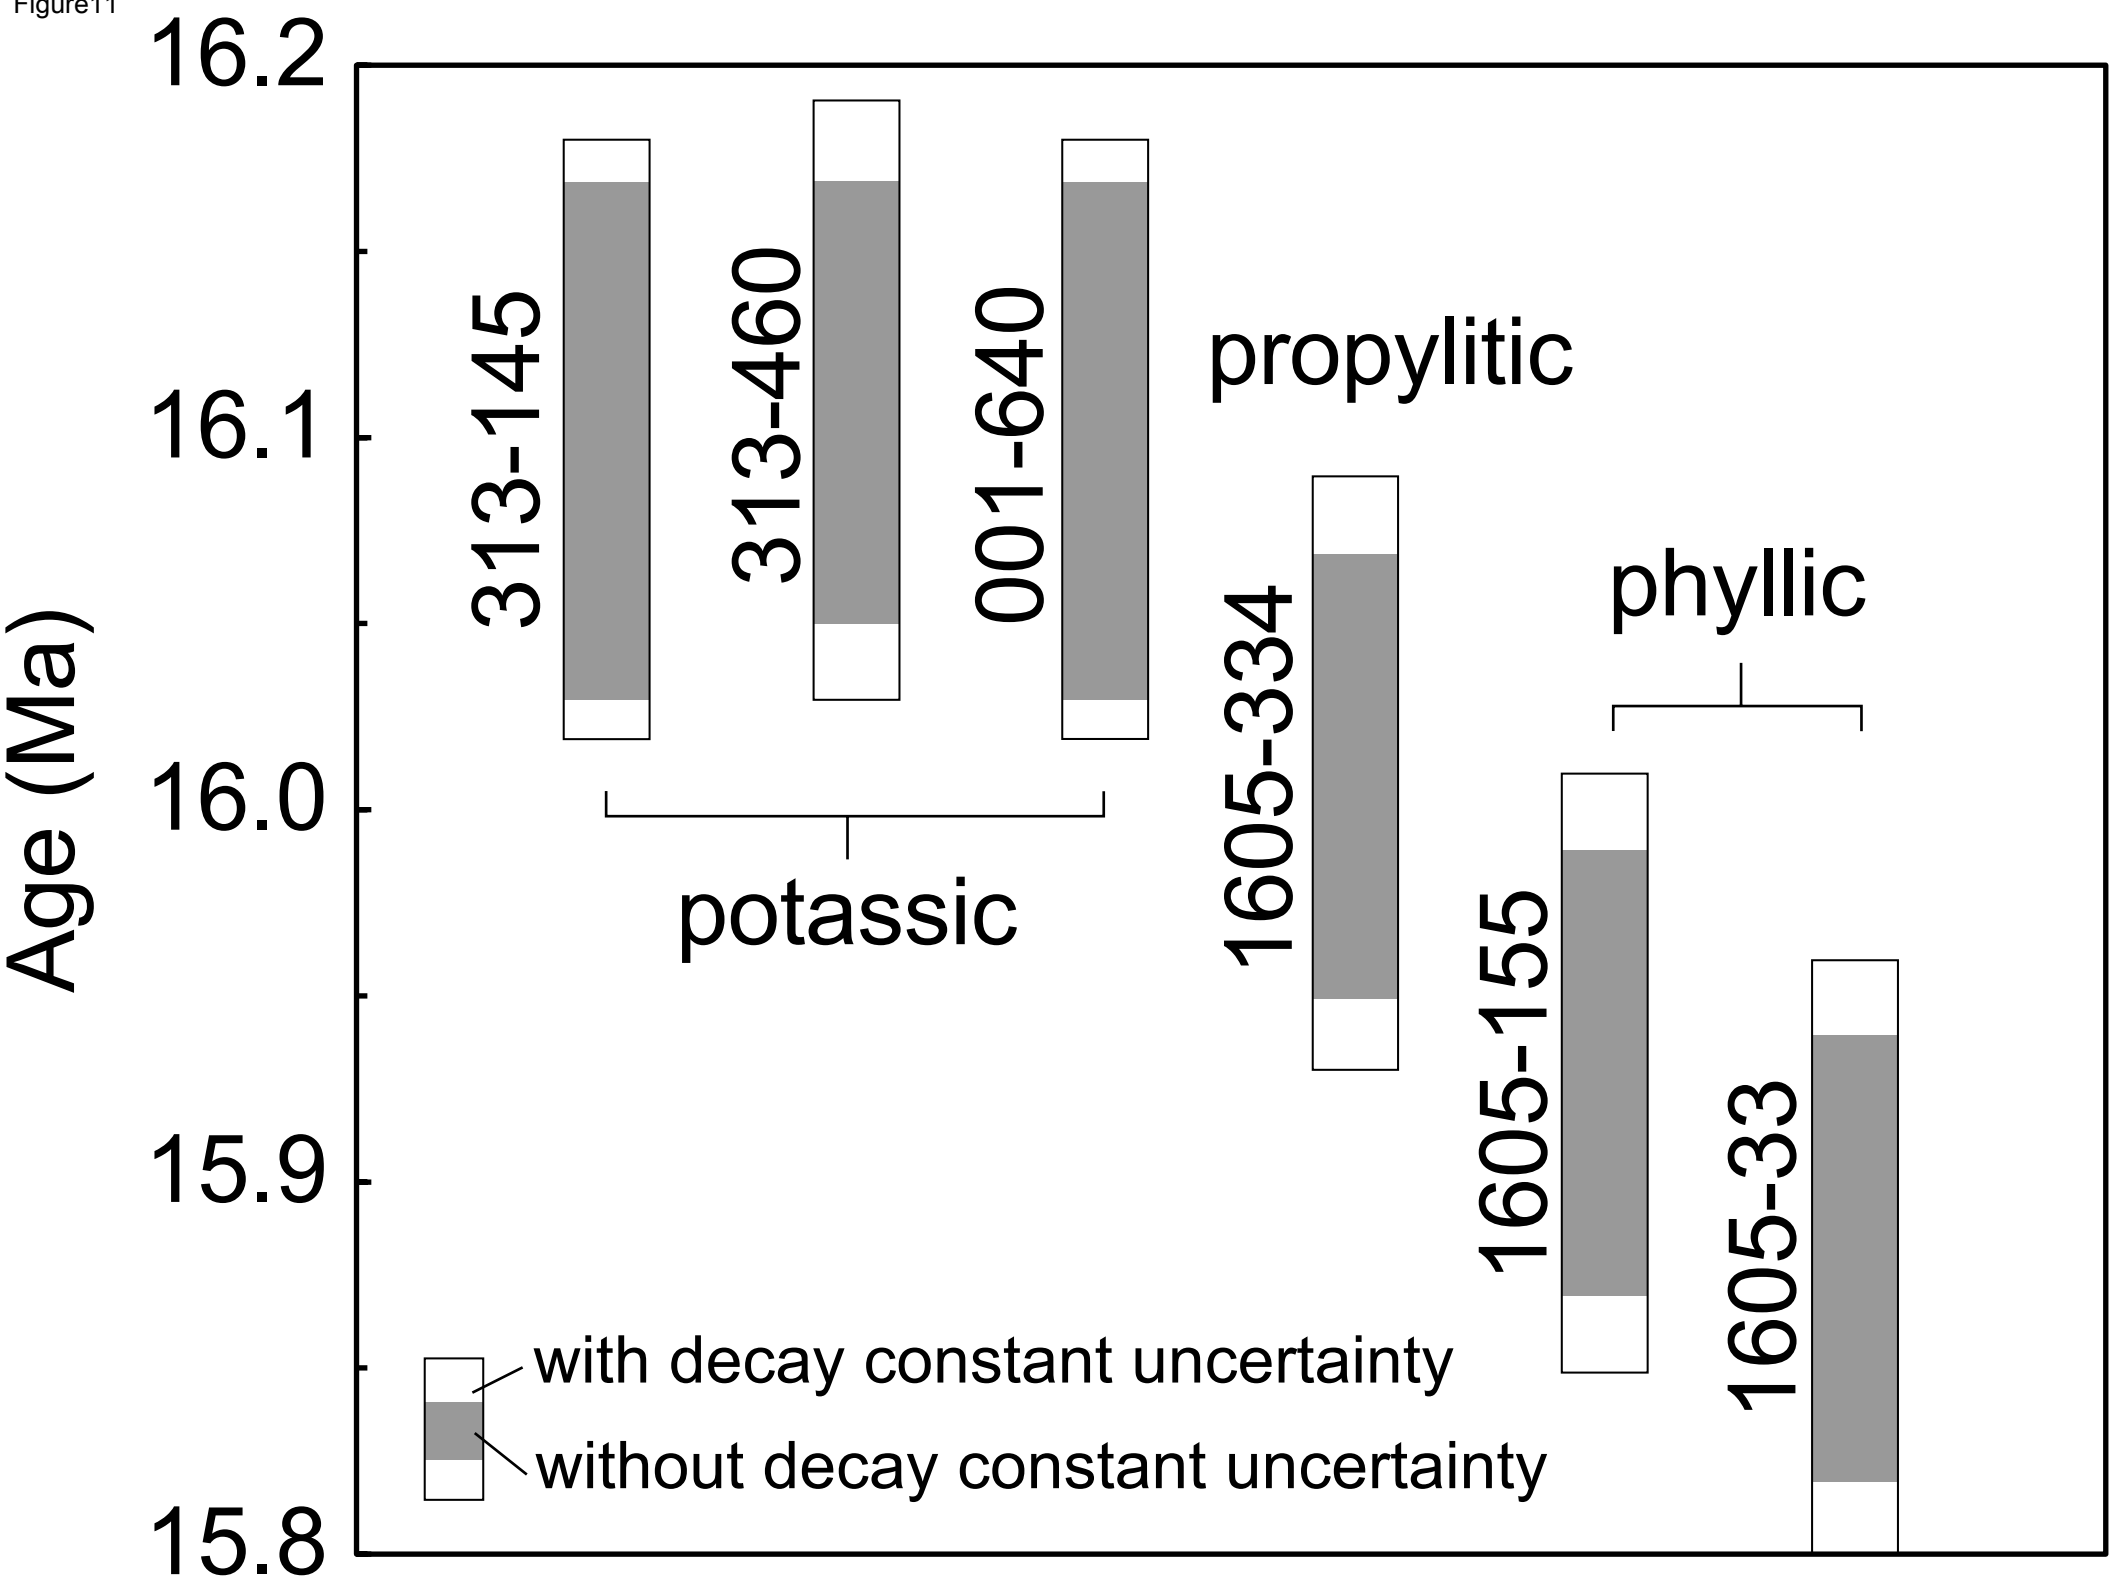 Figure11
16.2
16.1
16.0
15.9
15.8
Age (Ma)
313-145
313-460
001-640
potassic
propylitic
1605-334
phyllic
1605-155
1605-33
with decay constant uncertainty
without decay constant uncertainty